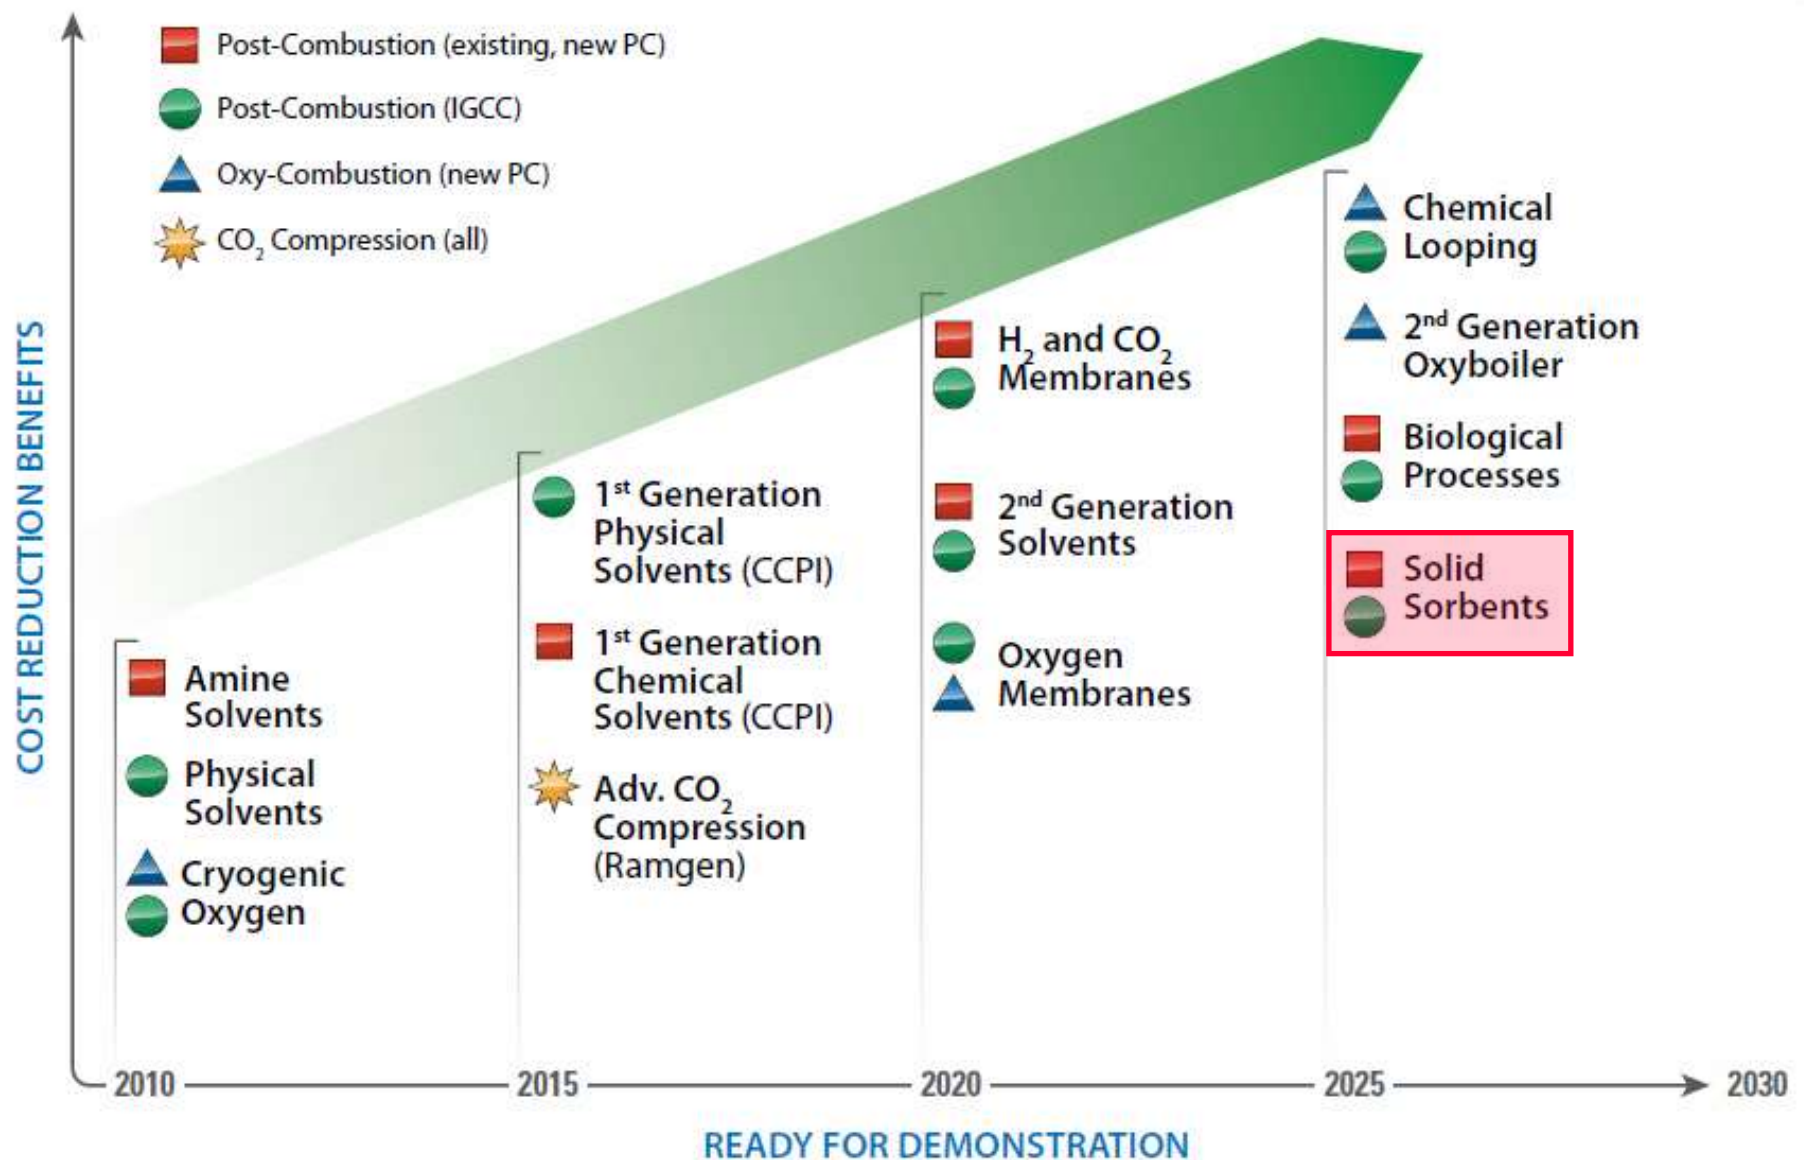 Post-Combustion (existing, new PC)
Post-Combustion (IGCC)
Oxy-Combustion (new PC)
CO₂ Compression (all)
COST REDUCTION BENEFITS
Amine
Solvents
Physical
Solvents
Cryogenic
Oxygen
1st Generation
Physical
Solvents (CCPI)
1st Generation
Chemical
Solvents (CCPI)
Adv. CO₂
Compression
(Ramgen)
H₂ and CO₂
Membranes
2nd Generation
Solvents
Oxygen
Membranes
Chemical
Looping
2nd Generation
Oxyboiler
Biological
Processes
Solid
Sorbents
2010 2015 2020 2025 2030
READY FOR DEMONSTRATION